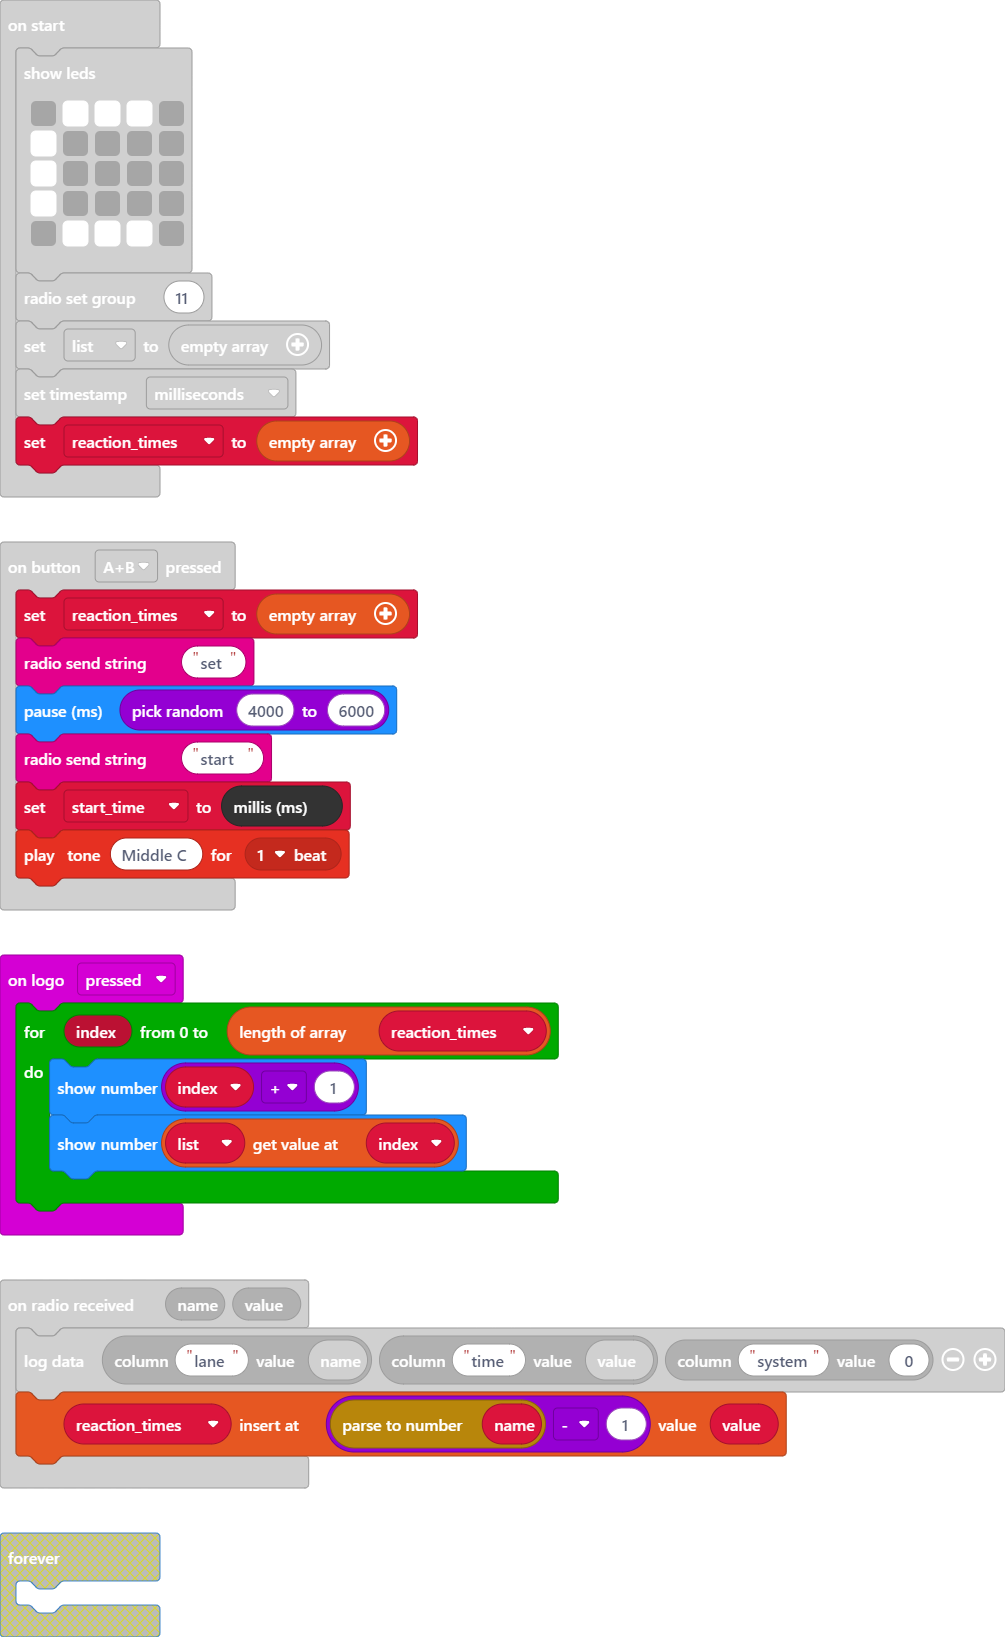 on start
show leds
radio set group 11
set list to empty array
set timestamp milliseconds
set reaction_times to empty array
on button A+B pressed
set reaction_times to empty array
radio send string "set"
pause (ms) pick random 4000 to 6000
radio send string "start"
set start_time to millis (ms)
play tone Middle C for 1 beat
on logo pressed
for index from 0 to length of array reaction_times
do
show number index + 1
show number list get value at index
on radio received name value
log data column "lane" value name column "time" value value column "system" value 0
reaction_times insert at parse to number name - 1 value value
forever